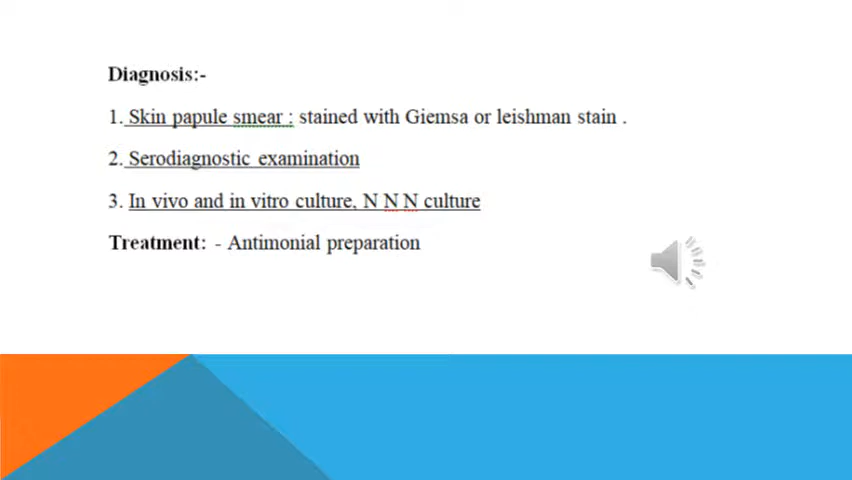 Diagnosis:-
1. Skin papule smear : stained with Giemsa or leishman stain .
2. Serodiagnostic examination
3. In vivo and in vitro culture, N N N culture
Treatment: - Antimonial preparation